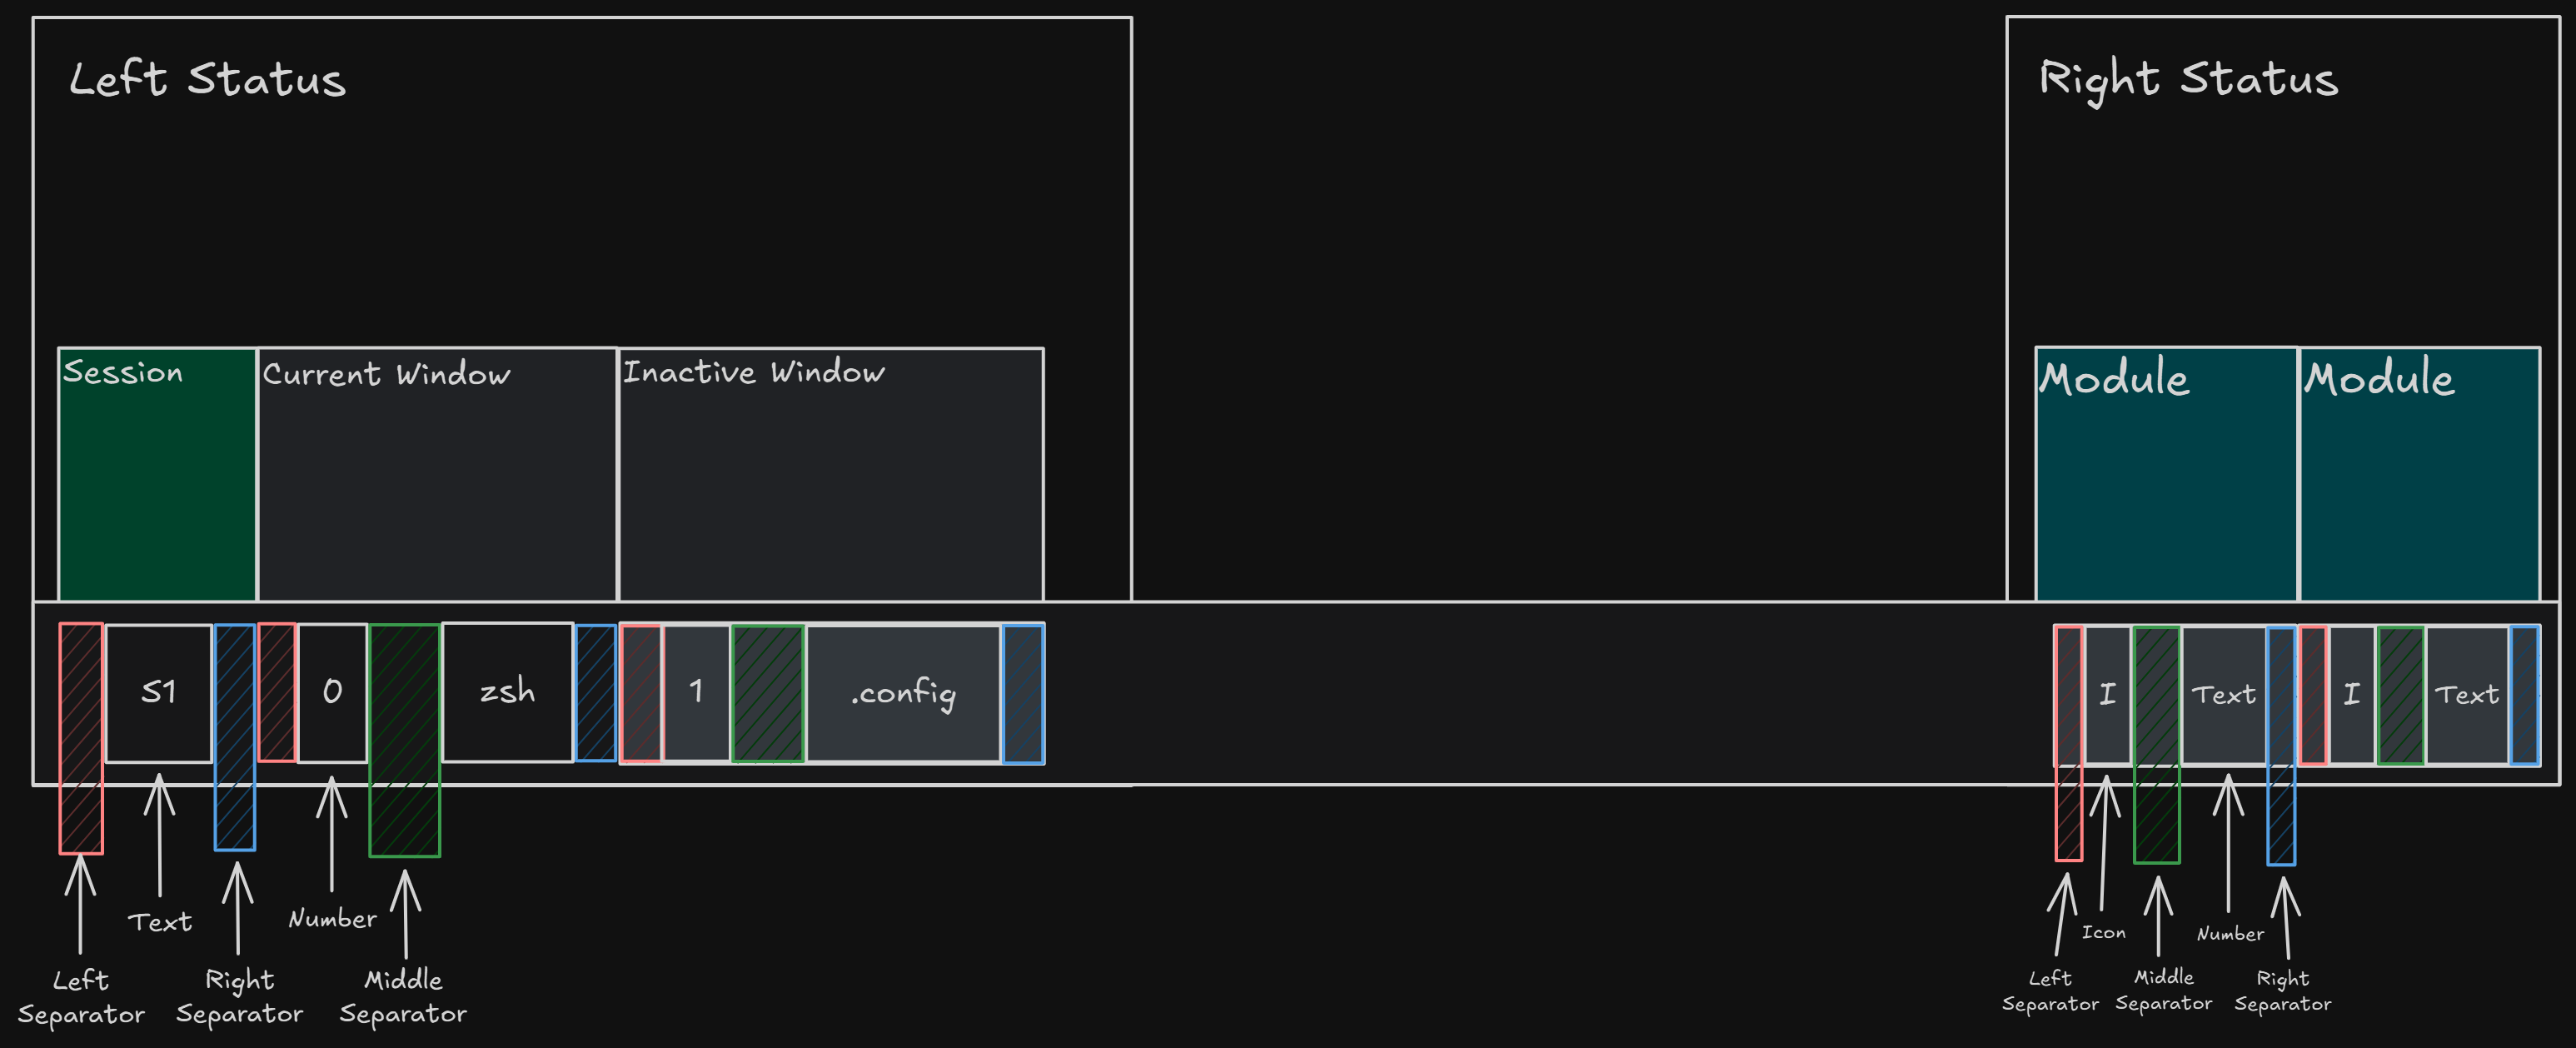 Left Status
Right Status
Session
Current Window
Inactive Window
Module
Module
S1
0
zsh
1
.config
I
Text
I
Text
Text
Number
Icon
Number
Left
Separator
Right
Separator
Middle
Separator
Left
Separator
Middle
Separator
Right
Separator